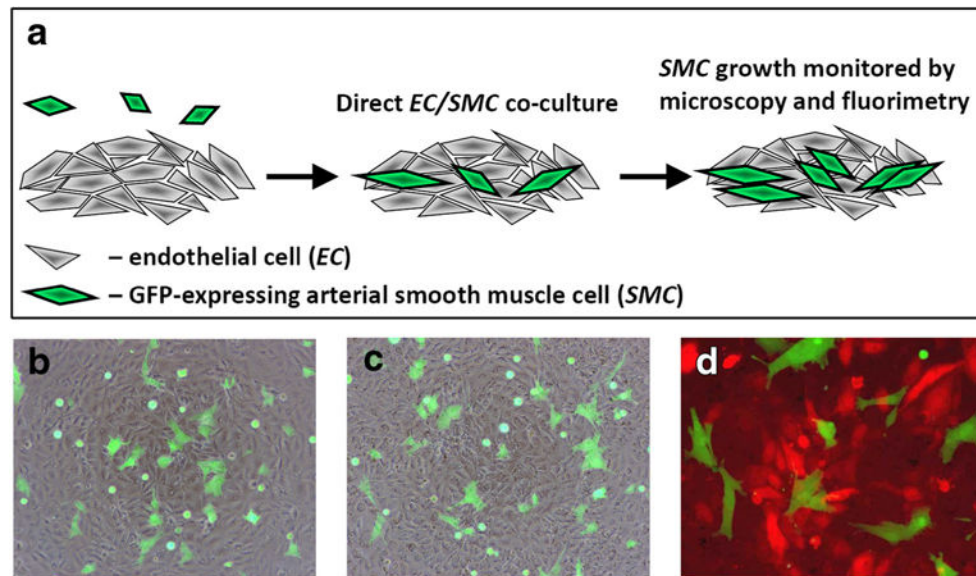 a
Direct EC/SMC co-culture
SMC growth monitored by
microscopy and fluorimetry
– endothelial cell (EC)
– GFP-expressing arterial smooth muscle cell (SMC)
b
c
d